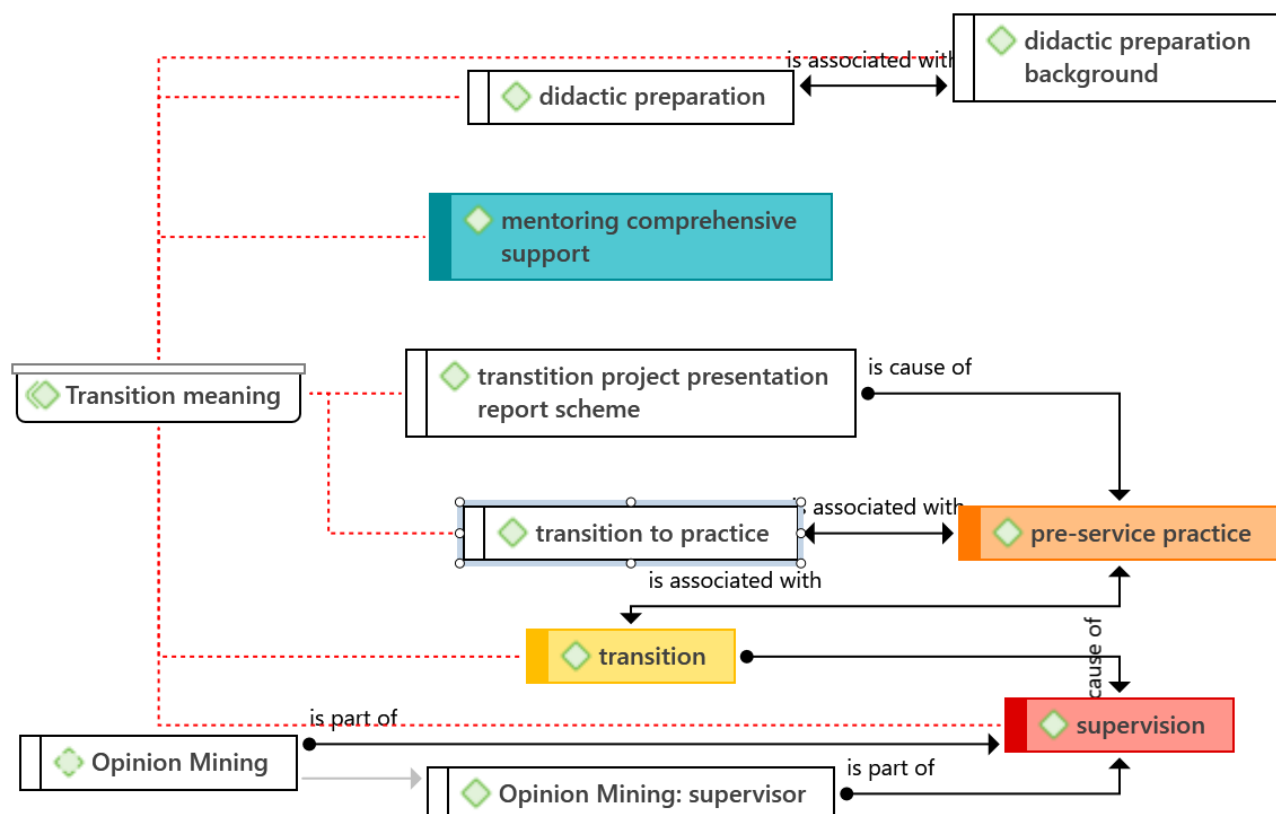 didactic preparation
background
is associated with
didactic preparation
mentoring comprehensive
support
Transition meaning
transtition project presentation
report scheme
is cause of
is associated with
transition to practice
pre-service practice
is associated with
transition
cause of
supervision
is part of
Opinion Mining
is part of
Opinion Mining: supervisor